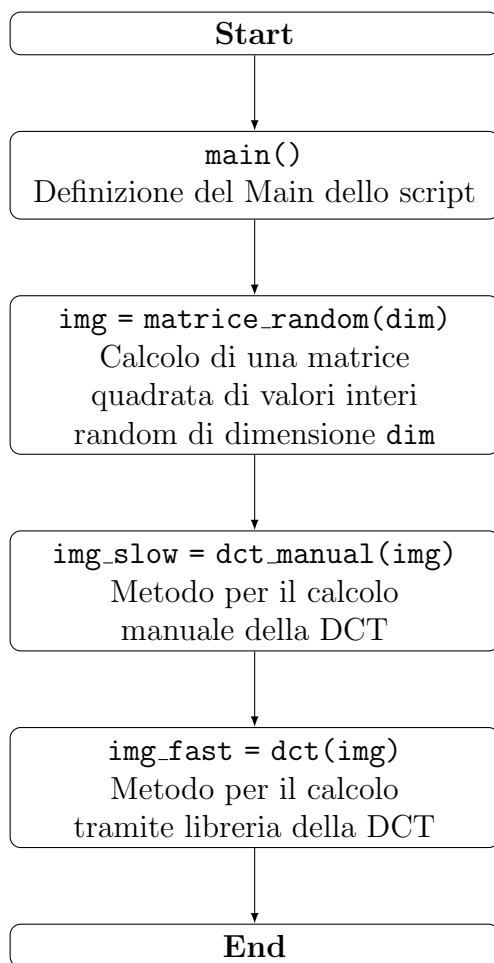 Start
main()
Definizione del Main dello script
img = matrice_random(dim)
Calcolo di una matrice
quadrata di valori interi
random di dimensione dim
img_slow = dct_manual(img)
Metodo per il calcolo
manuale della DCT
img_fast = dct(img)
Metodo per il calcolo
tramite libreria della DCT
End